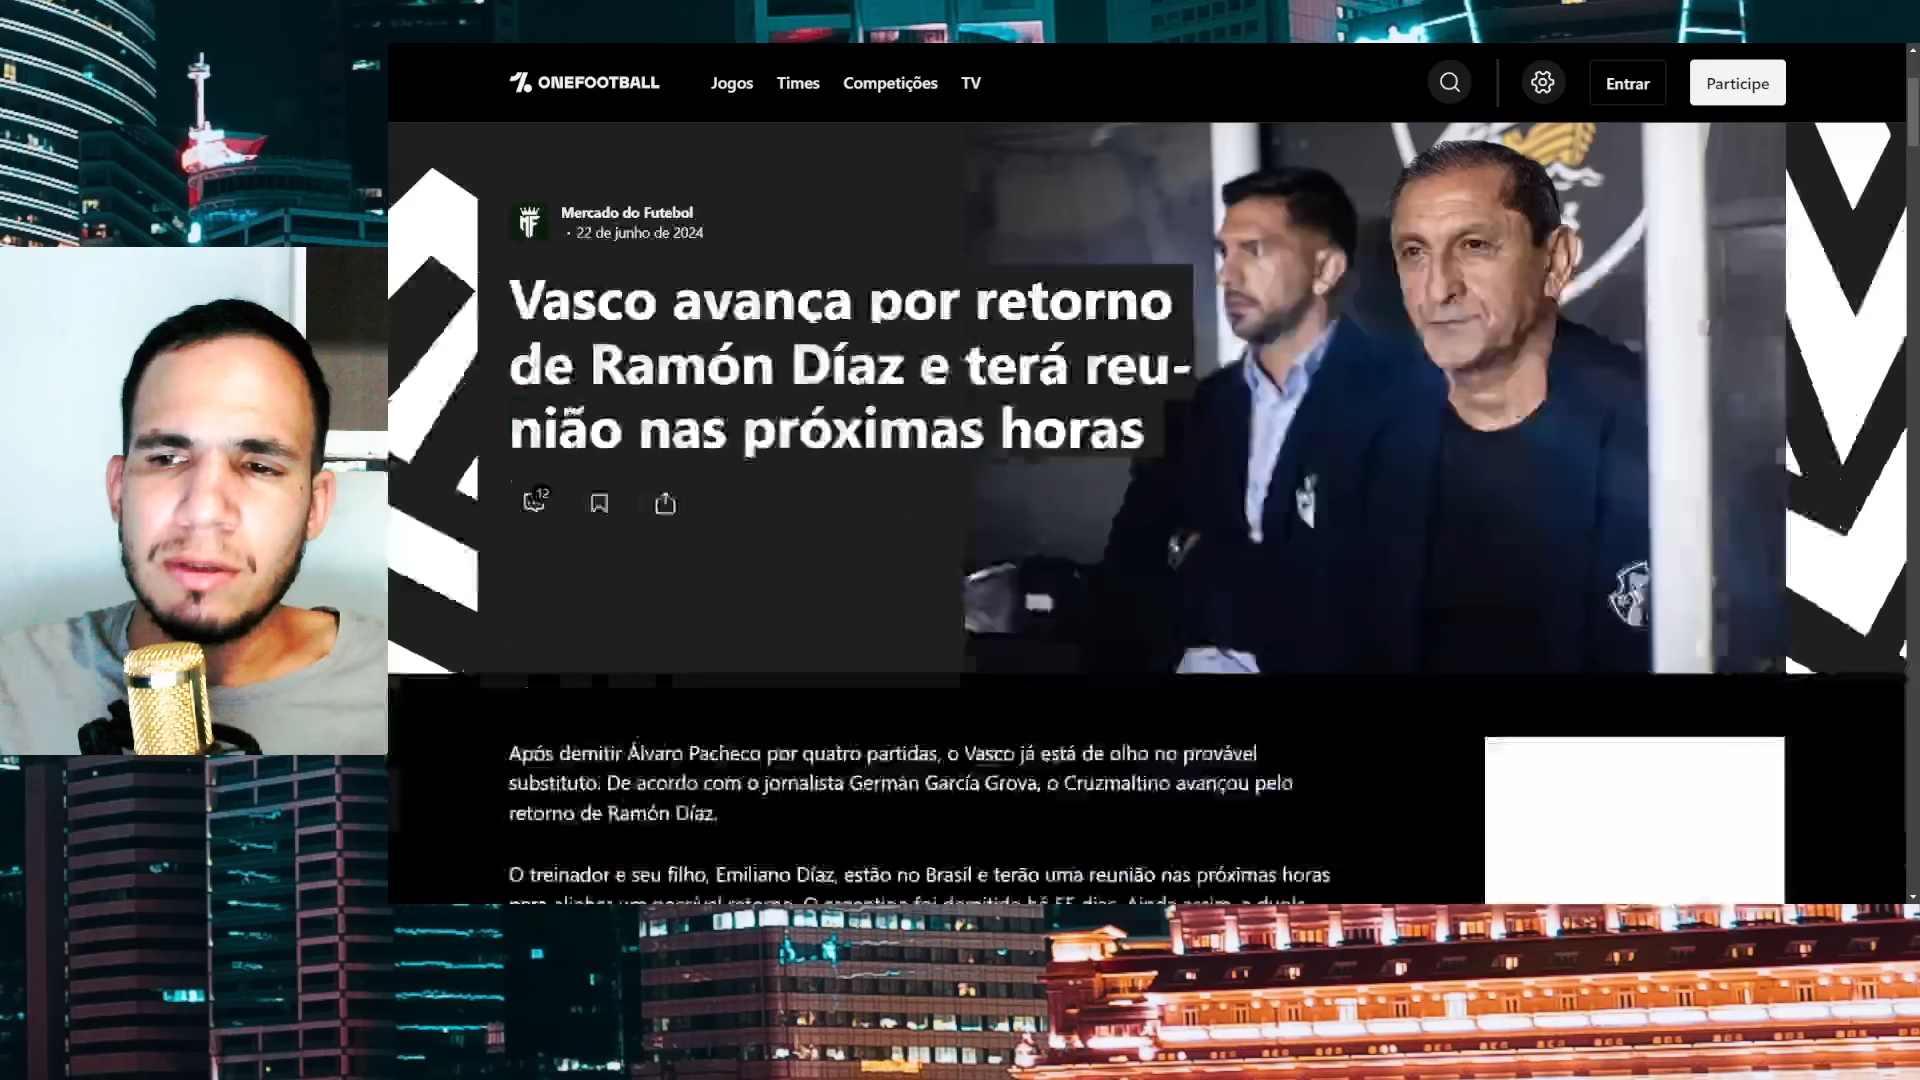 ONEFOOTBALL
Jogos Times Competições TV
Entrar
Participe
MF
Mercado do Futebol
· 22 de junho de 2024
Vasco avança por retorno
de Ramón Díaz e terá reu-
nião nas próximas horas
12
Após demitir Álvaro Pacheco por quatro partidas, o Vasco já está de olho no provável
substituto. De acordo com o jornalista Germán García Grova, o Cruzmaltino avançou pelo
retorno de Ramón Díaz.
O treinador e seu filho, Emiliano Díaz, estão no Brasil e terão uma reunião nas próximas horas